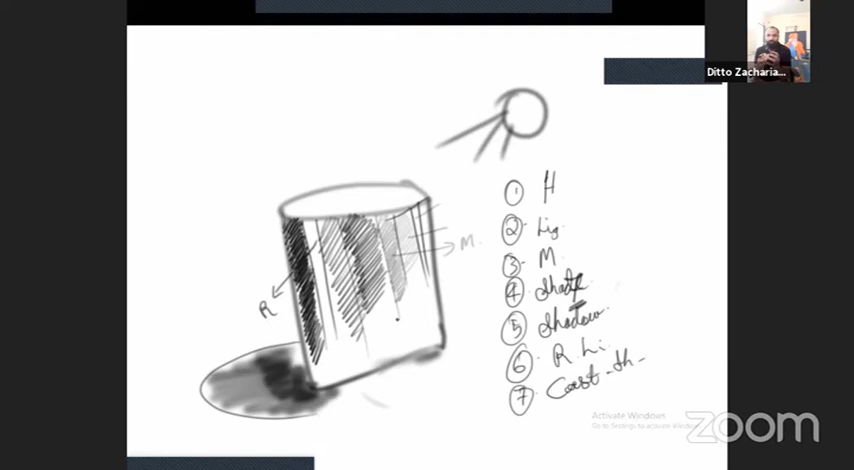 Ditto Zacharia...
① H
② Lig
③ M
M.
④ Shade
R
⑤ Shadow
⑥ R. Li.
⑦ Cast-Sh-
Activate Windows
Go to Settings to activate Windows.
zoom